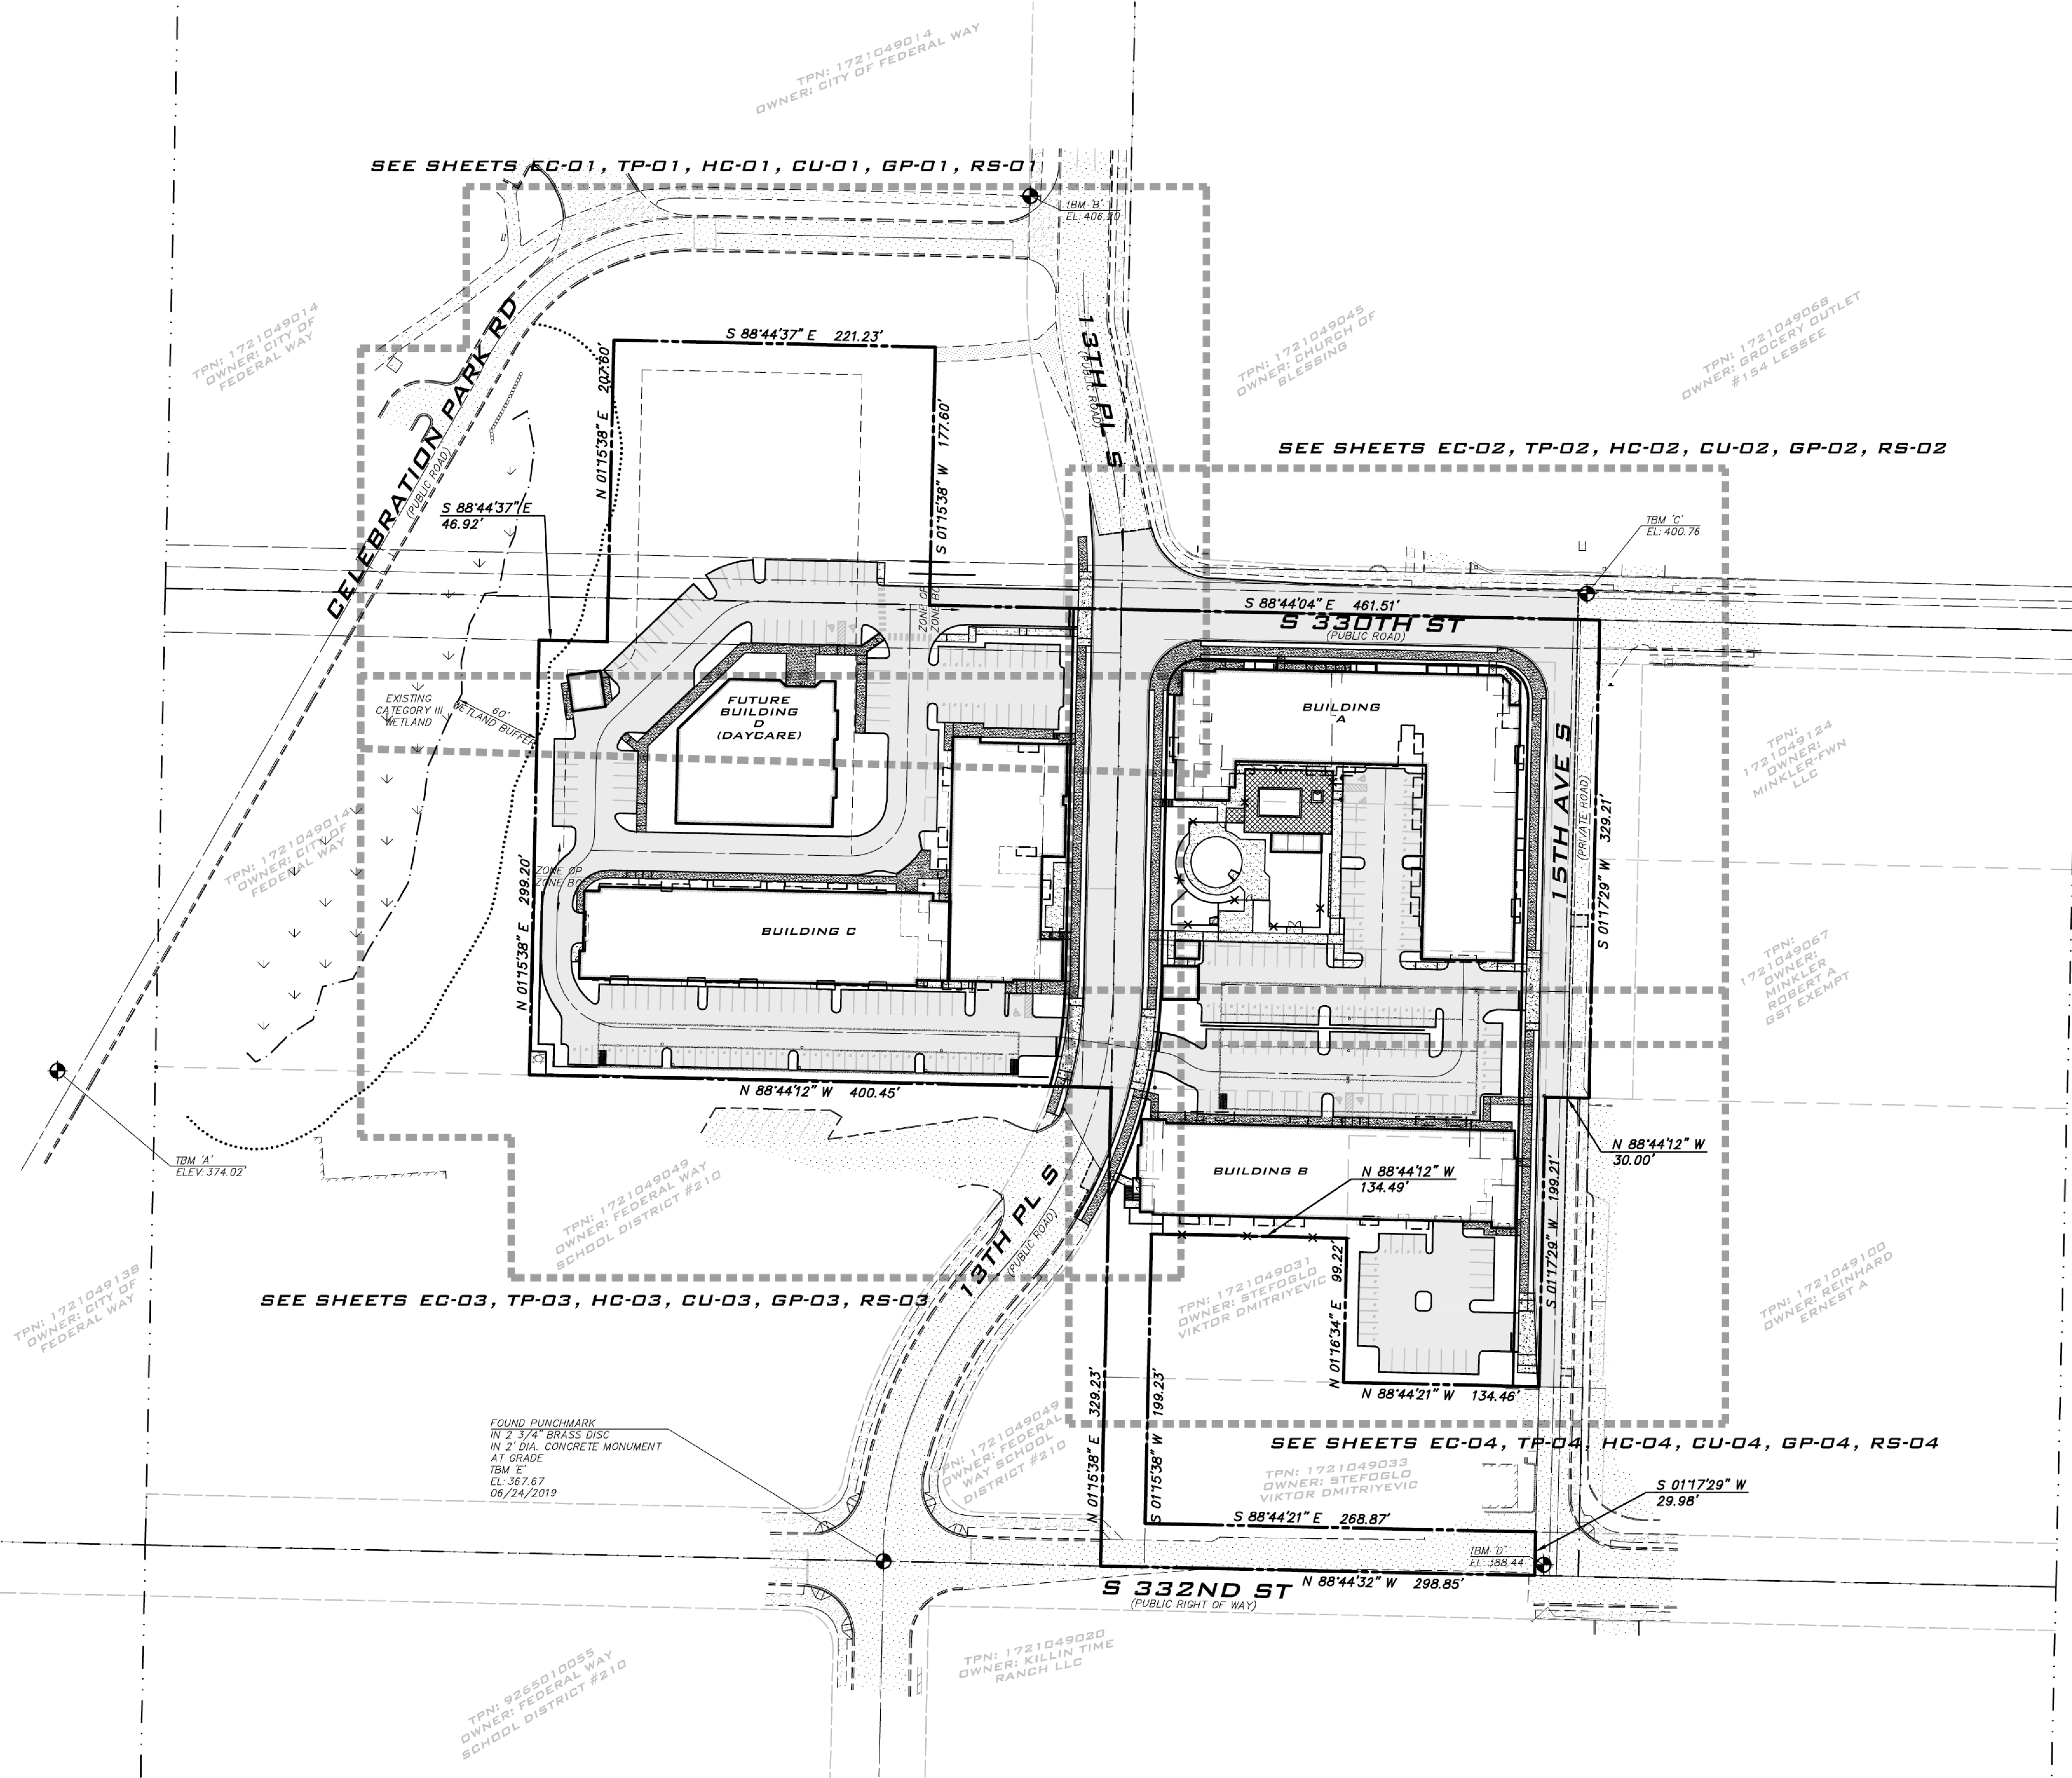 TPN: 1721049014
OWNER: CITY OF FEDERAL WAY
SEE SHEETS EC-01, TP-01, HC-01, CU-01, GP-01, RS-01
TBM 'B'
EL: 406.20
TPN: 1721049014
OWNER: CITY OF
FEDERAL WAY
CELEBRATION PARK RD
(PUBLIC ROAD)
S 88°44'37" E 221.23'
N 01°15'38" E 207.60'
S 01°15'38" W 177.60'
13TH PL S
(PUBLIC ROAD)
TPN: 1721049045
OWNER: CHURCH OF
BLESSING
TPN: 1721049068
OWNER: GROCERY OUTLET
#154 LESSEE
SEE SHEETS EC-02, TP-02, HC-02, CU-02, GP-02, RS-02
S 88°44'37" E
46.92'
TBM 'C'
EL: 400.76
ZONE OP
ZONE BC
S 88°44'04" E 461.51'
S 330TH ST
(PUBLIC ROAD)
EXISTING
CATEGORY III
WETLAND
60'
WETLAND BUFFER
FUTURE
BUILDING
D
(DAYCARE)
BUILDING
A
15TH AVE S
(PRIVATE ROAD)
S 01°17'29" W 329.21'
TPN:
1721049124
OWNER:
MINKLER-FWN
LLC
TPN: 1721049014
OWNER: CITY OF
FEDERAL WAY
N 01°15'38" E 299.20'
ZONE OP
ZONE BC
BUILDING C
TPN:
1721049067
OWNER:
MINKLER
ROBERT A
GST EXEMPT
N 88°44'12" W 400.45'
TBM 'A'
ELEV: 374.02'
N 88°44'12" W
30.00'
BUILDING B
N 88°44'12" W
134.49'
TPN: 1721049049
OWNER: FEDERAL WAY
SCHOOL DISTRICT #210
13TH PL S
(PUBLIC ROAD)
S 01°17'29" W 199.21'
N 01°16'34" E 99.22'
TPN: 1721049031
OWNER: STEFOGLO
VIKTOR DMITRIYEVIC
TPN: 1721049138
OWNER: CITY OF
FEDERAL WAY
TPN: 1721049100
OWNER: REINHARD
ERNEST A
SEE SHEETS EC-03, TP-03, HC-03, CU-03, GP-03, RS-03
N 88°44'21" W 134.46'
N 01°15'38" E 329.23'
S 01°15'38" W 199.23'
FOUND PUNCHMARK
IN 2 3/4" BRASS DISC
IN 2' DIA. CONCRETE MONUMENT
AT GRADE
TBM 'E'
EL: 367.67
06/24/2019
TPN: 1721049049
OWNER: FEDERAL
WAY SCHOOL
DISTRICT #210
SEE SHEETS EC-04, TP-04, HC-04, CU-04, GP-04, RS-04
TPN: 1721049033
OWNER: STEFOGLO
VIKTOR DMITRIYEVIC
S 01°17'29" W
29.98'
S 88°44'21" E 268.87'
TBM 'D'
EL: 388.44
S 332ND ST
(PUBLIC RIGHT OF WAY)
N 88°44'32" W 298.85'
TPN: 9265010055
OWNER: FEDERAL WAY
SCHOOL DISTRICT #210
TPN: 1721049020
OWNER: KILLIN TIME
RANCH LLC